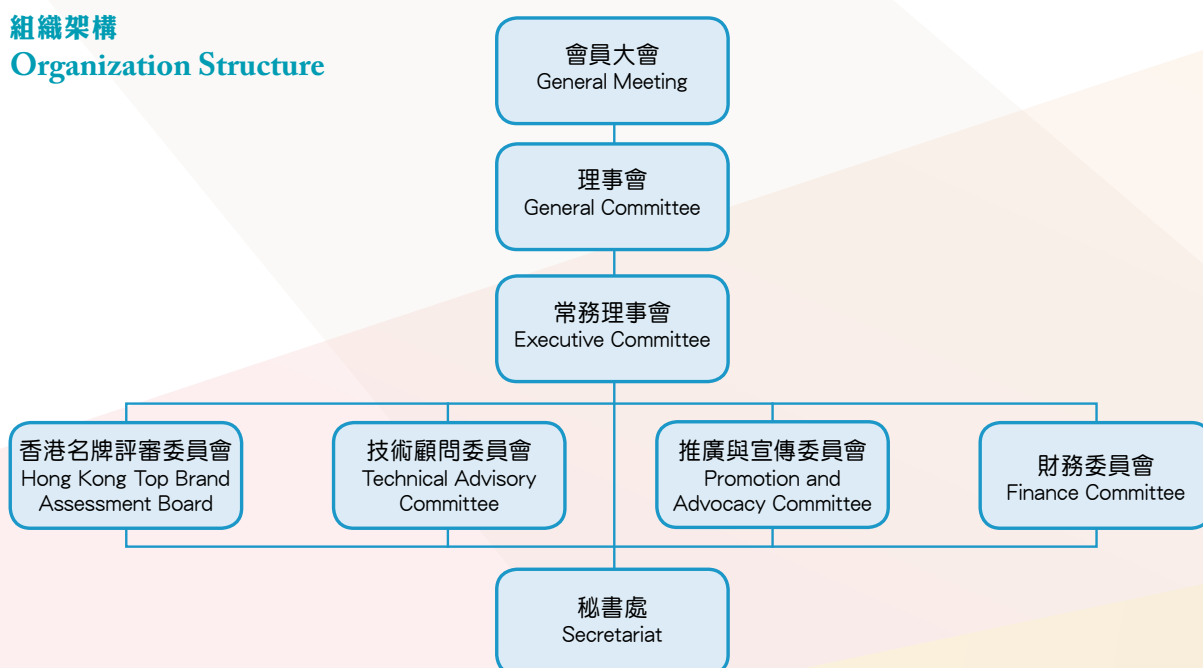 組織架構
Organization Structure
會員大會
General Meeting
理事會
General Committee
常務理事會
Executive Committee
香港名牌評審委員會
Hong Kong Top Brand
Assessment Board
技術顧問委員會
Technical Advisory
Committee
推廣與宣傳委員會
Promotion and
Advocacy Committee
財務委員會
Finance Committee
秘書處
Secretariat